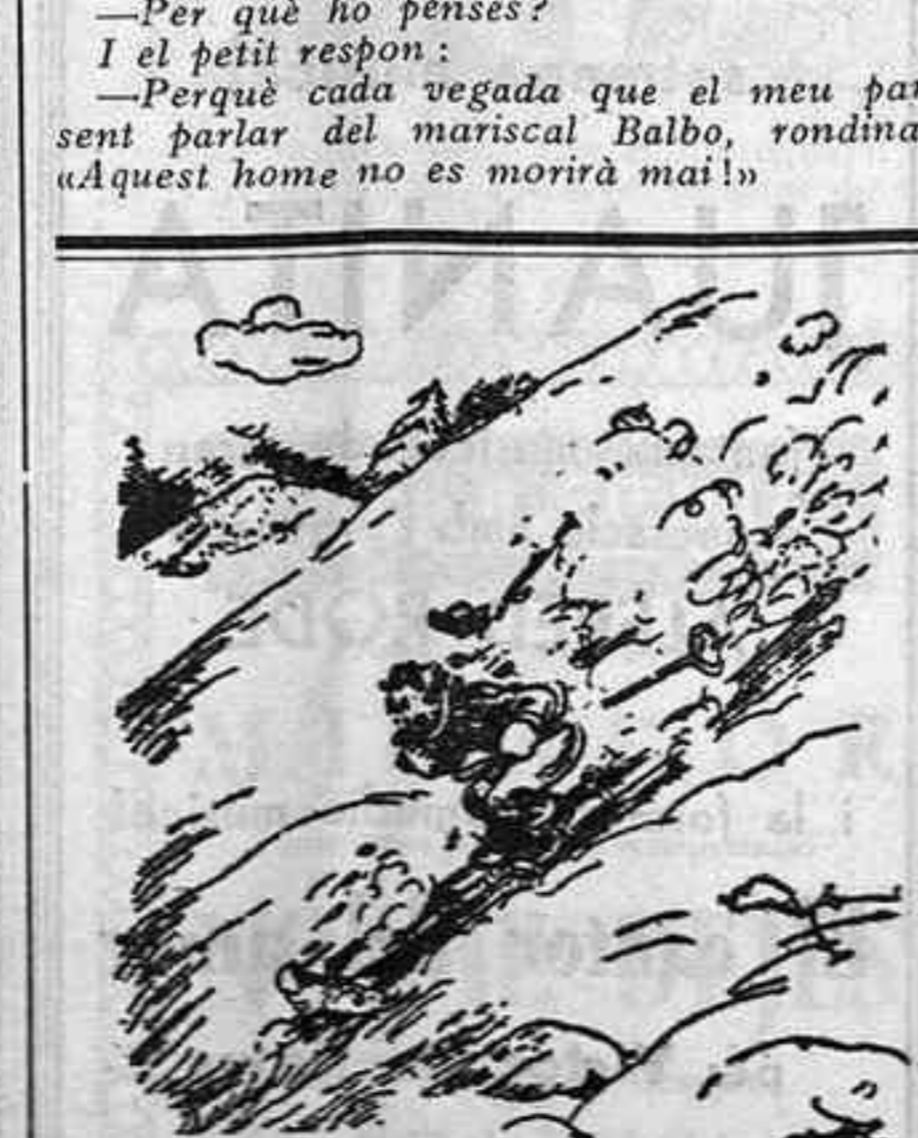 —Per què ho penses?
I el petit respon:
—Perquè cada vegada que el meu
sent parlar del mariscal Balbo, rondina
«Aquest home no es morirà mai!»